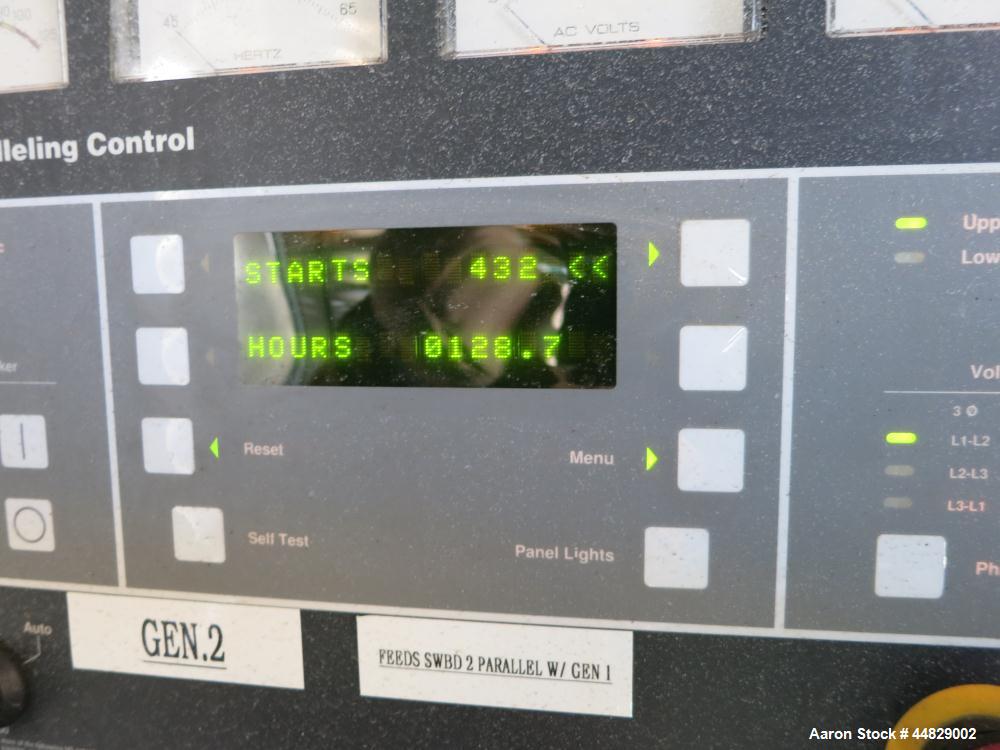 45 65
HERTZ
AC VOLTS
lleling Control
STARTS 432 <<
HOURS 0128.7
Upp
Low
ker
Vol
3 Ø
L1-L2
L2-L3
L3-L1
Reset
Menu
Self Test
Panel Lights
Ph
Auto
GEN.2
FEEDS SWBD 2 PARALLEL W/ GEN 1
Aaron Stock # 44829002